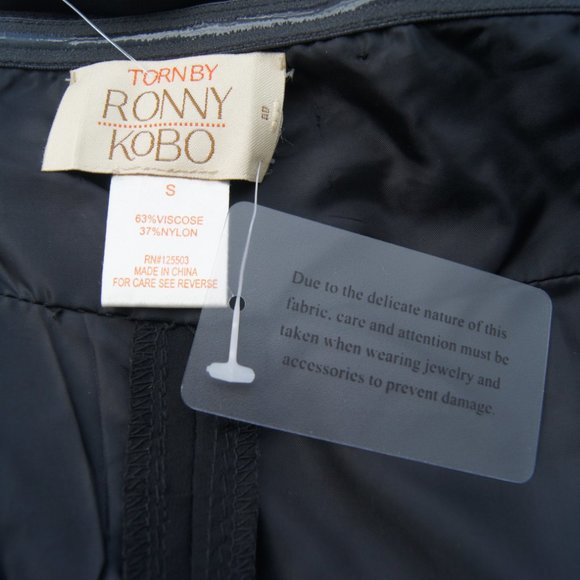 TORN BY
RONNY
KOBO
S
63%VISCOSE
37%NYLON
RN#125503
MADE IN CHINA
FOR CARE SEE REVERSE
Due to the delicate nature of this
fabric, care and attention must be
taken when wearing jewelry and
accessories to prevent damage.